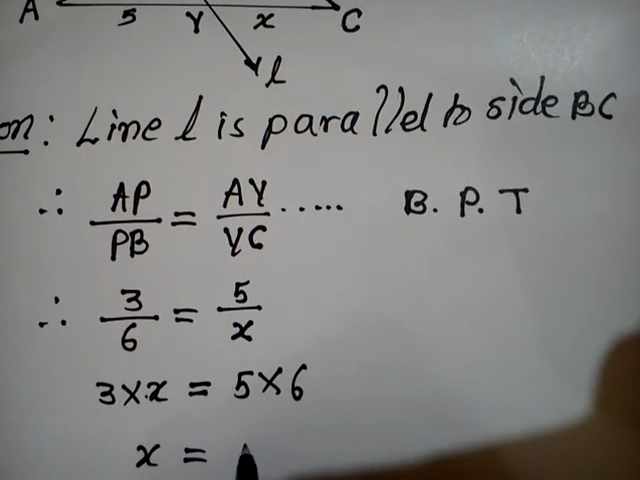 A 5 Y x C
l
on: Line l is parallel to side BC
∴ AP/PB = AY/YC ..... B. P. T
∴ 3/6 = 5/x
3 × x = 5 × 6
x =